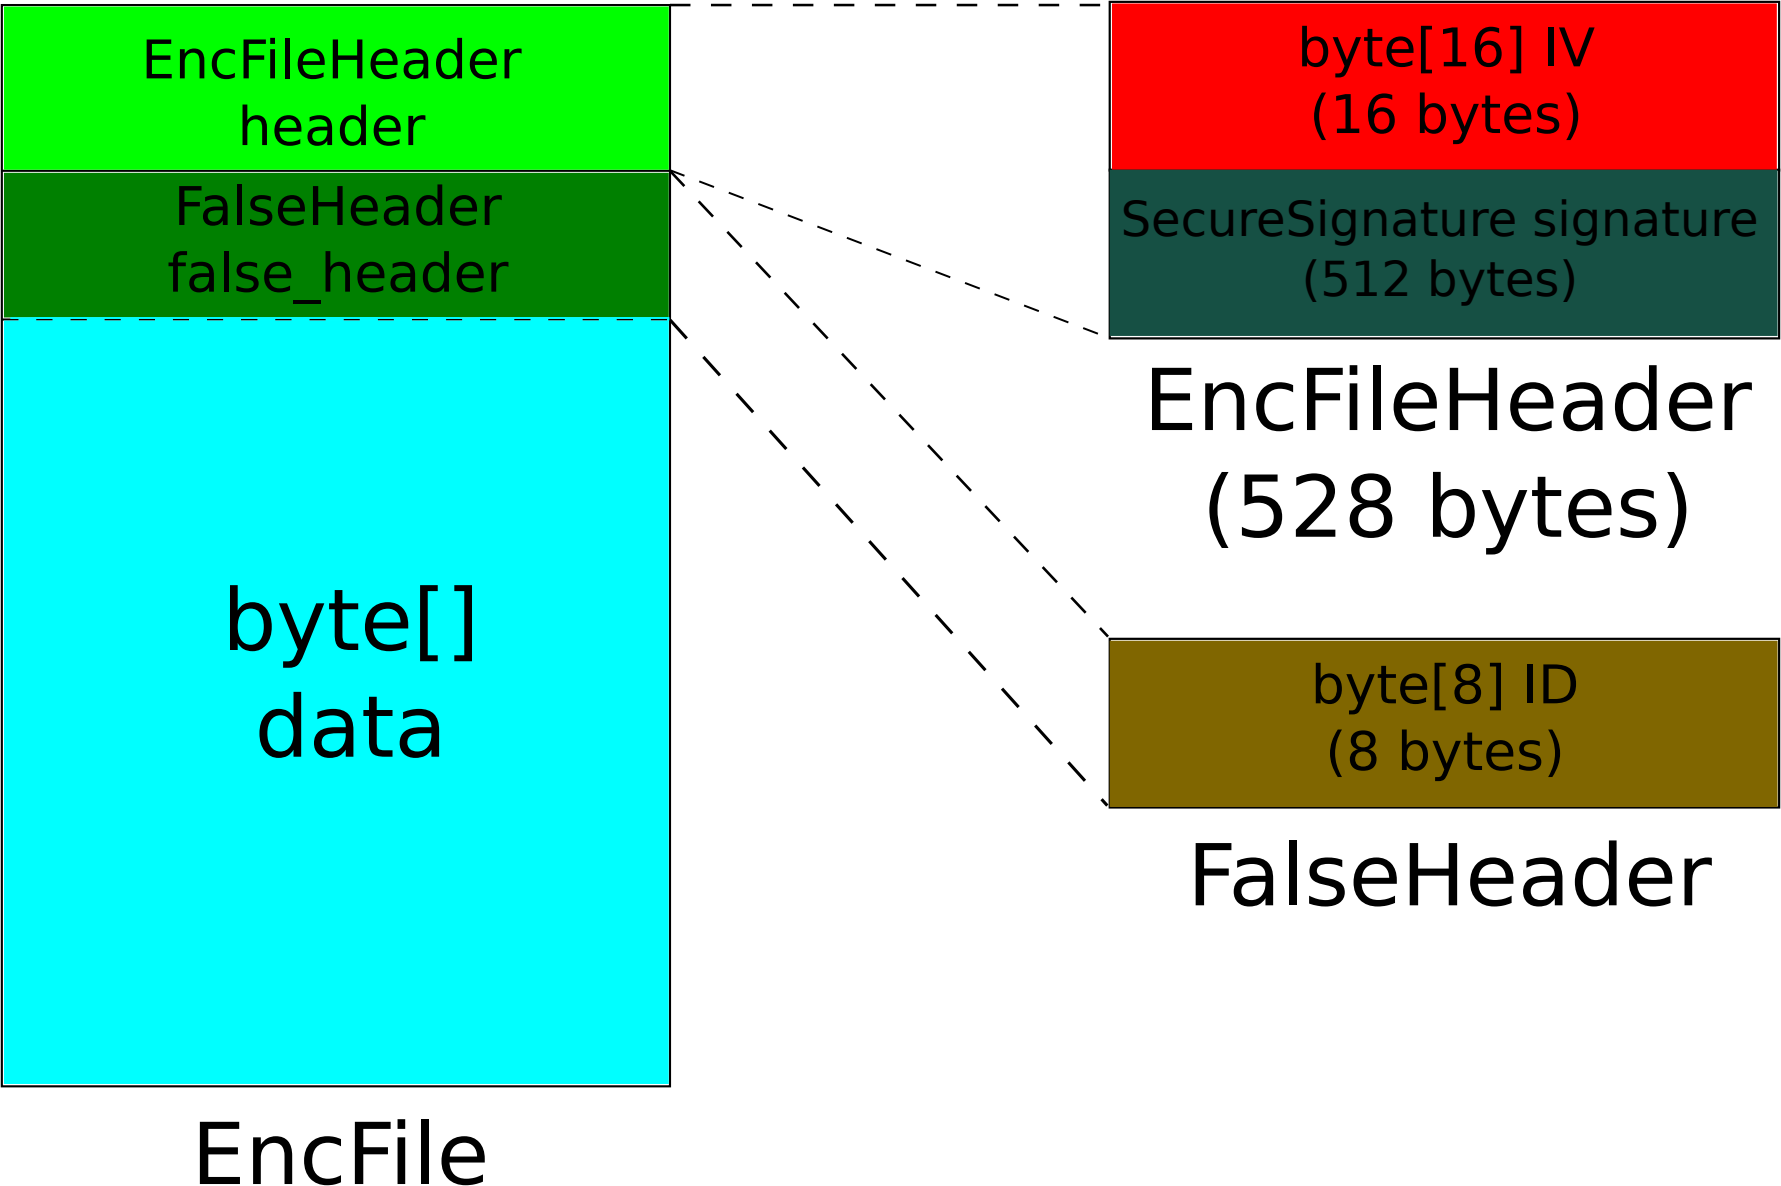 EncFileHeader
header
FalseHeader
false_header
byte[]
data
EncFile
byte[16] IV
(16 bytes)
SecureSignature signature
(512 bytes)
EncFileHeader
(528 bytes)
byte[8] ID
(8 bytes)
FalseHeader